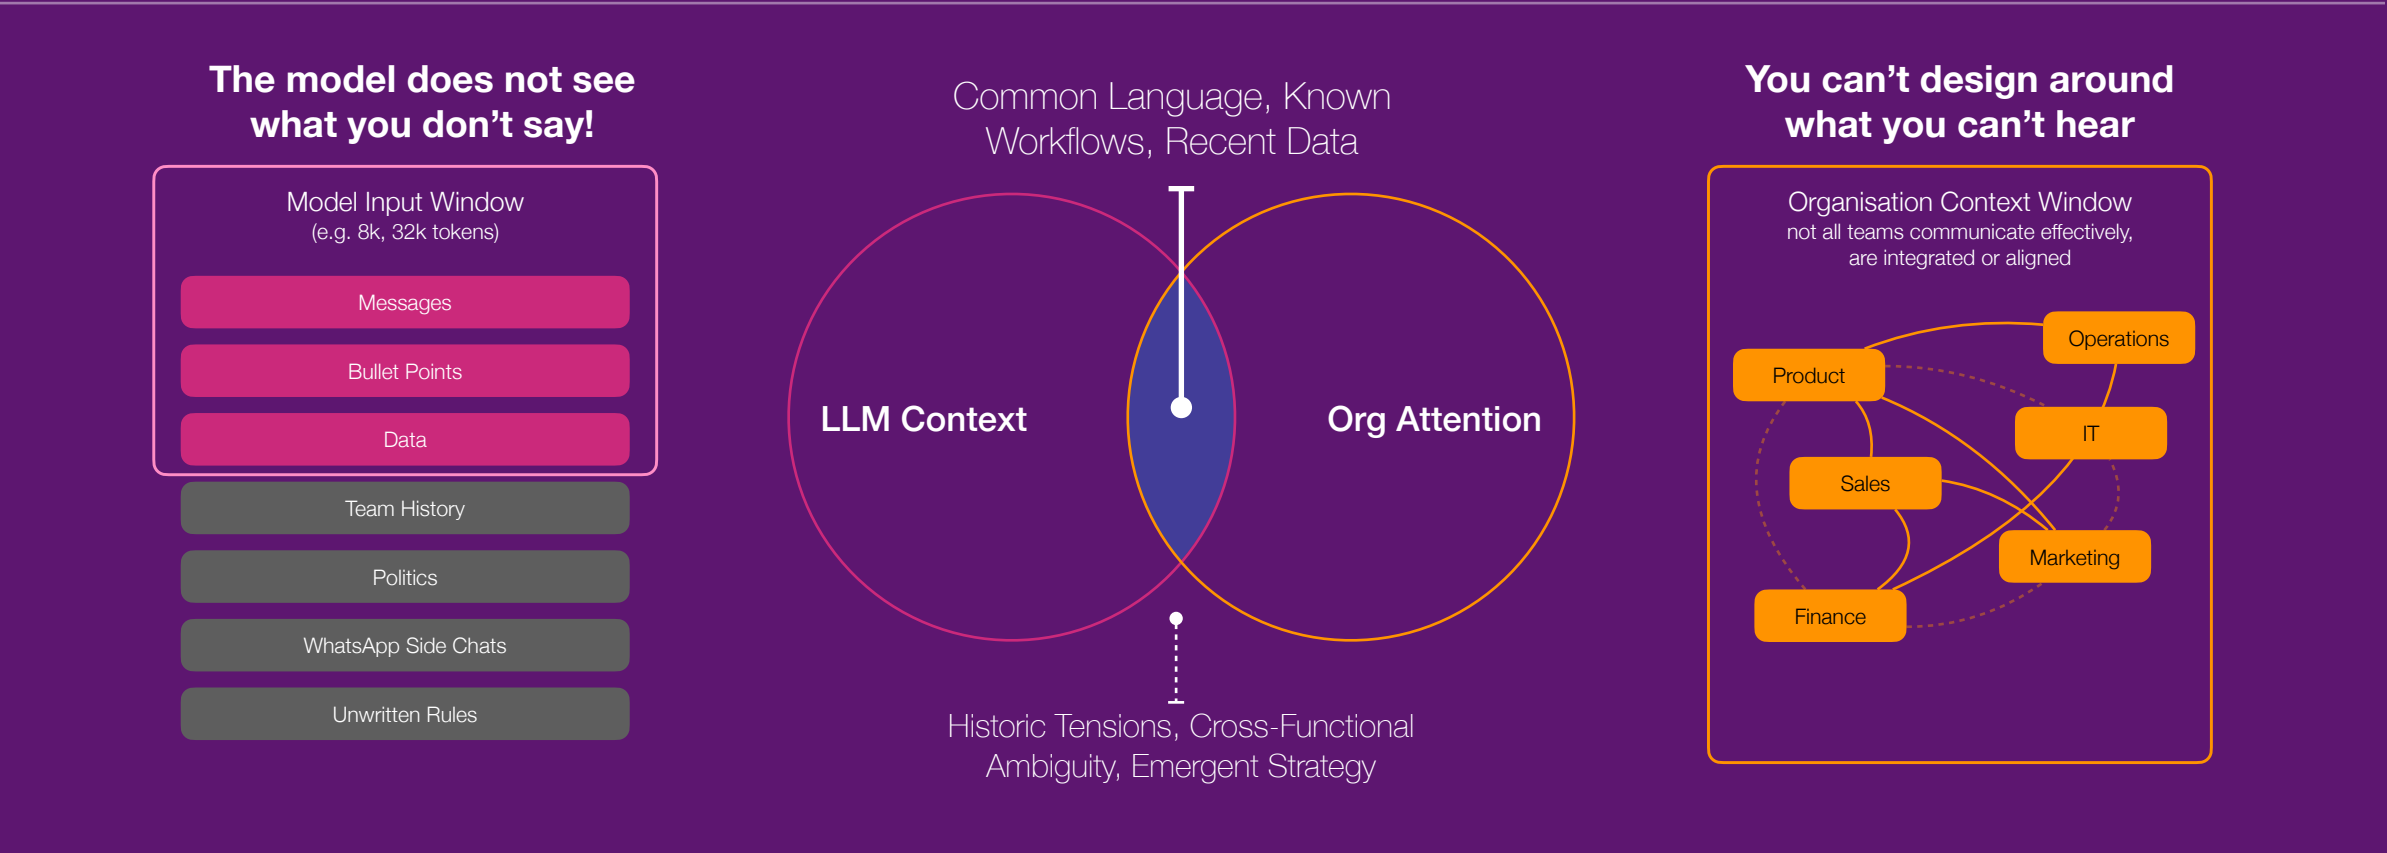 The model does not see
what you don’t say!
Model Input Window
(e.g. 8k, 32k tokens)
Messages
Bullet Points
Data
Team History
Politics
WhatsApp Side Chats
Unwritten Rules
Common Language, Known
Workflows, Recent Data
LLM Context
Org Attention
Historic Tensions, Cross-Functional
Ambiguity, Emergent Strategy
You can’t design around
what you can’t hear
Organisation Context Window
not all teams communicate effectively,
are integrated or aligned
Operations
Product
IT
Sales
Marketing
Finance